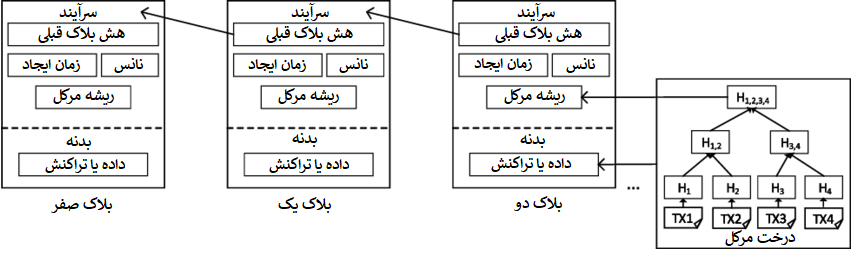 سرآیند
هش بلاک قبلی
زمان ایجاد
نانس
ریشه مرکل
بدنه
داده یا تراکنش
بلاک صفر
سرآیند
هش بلاک قبلی
زمان ایجاد
نانس
ریشه مرکل
بدنه
داده یا تراکنش
بلاک یک
سرآیند
هش بلاک قبلی
زمان ایجاد
نانس
ریشه مرکل
بدنه
داده یا تراکنش
بلاک دو
...
H1,2,3,4
H1,2
H3,4
H1
H2
H3
H4
TX1
TX2
TX3
TX4
درخت مرکل